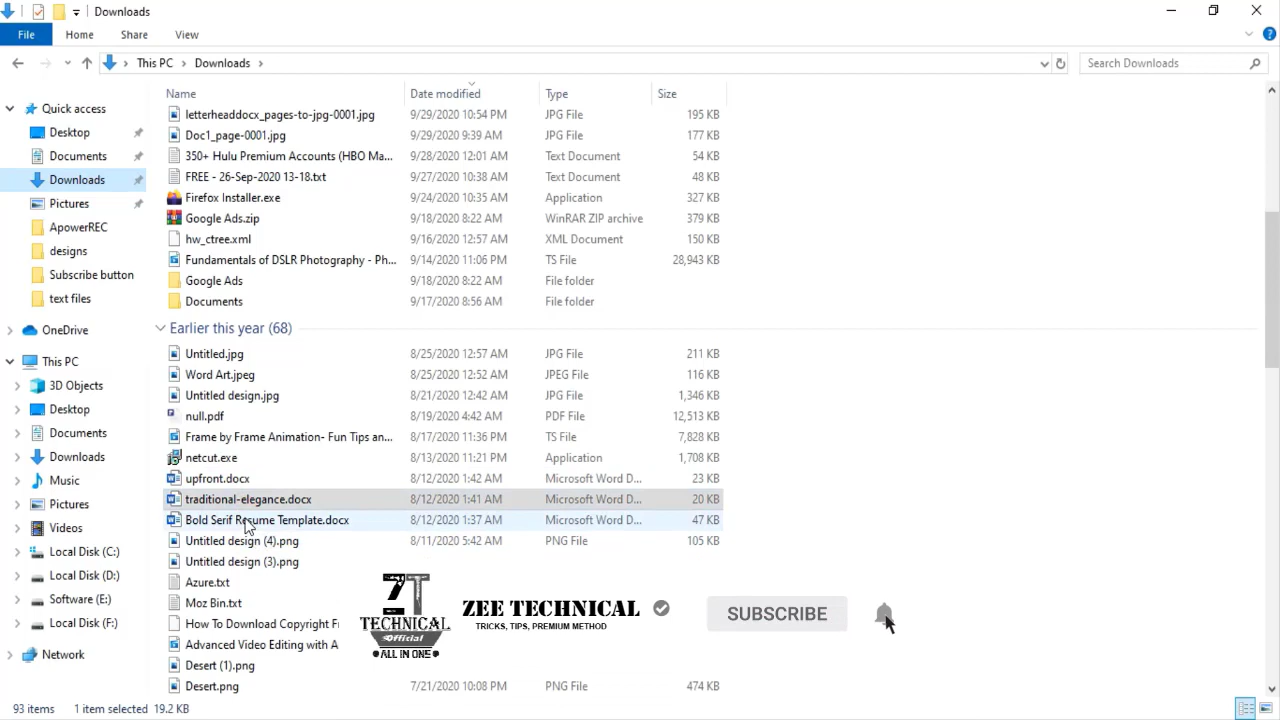 Downloads
File Home Share View
This PC Downloads Search Downloads
Name Date modified Type Size
Quick access
Desktop
Documents
Downloads
Pictures
ApowerREC
designs
Subscribe button
text files
OneDrive
This PC
3D Objects
Desktop
Documents
Downloads
Music
Pictures
Videos
Local Disk (C:)
Local Disk (D:)
Software (E:)
Local Disk (F:)
Network
letterheaddocx_pages-to-jpg-0001.jpg 9/29/2020 10:54 PM JPG File 195 KB
Doc1_page-0001.jpg 9/29/2020 9:39 AM JPG File 177 KB
350+ Hulu Premium Accounts (HBO Ma... 9/28/2020 12:01 AM Text Document 54 KB
FREE - 26-Sep-2020 13-18.txt 9/27/2020 10:38 AM Text Document 48 KB
Firefox Installer.exe 9/24/2020 10:35 AM Application 327 KB
Google Ads.zip 9/18/2020 8:22 AM WinRAR ZIP archive 379 KB
hw_ctree.xml 9/16/2020 12:57 AM XML Document 150 KB
Fundamentals of DSLR Photography - Ph... 9/14/2020 11:06 PM TS File 28,943 KB
Google Ads 9/18/2020 8:22 AM File folder
Documents 9/17/2020 8:56 AM File folder
Earlier this year (68)
Untitled.jpg 8/25/2020 12:57 AM JPG File 211 KB
Word Art.jpeg 8/25/2020 12:52 AM JPEG File 116 KB
Untitled design.jpg 8/21/2020 12:42 AM JPG File 1,346 KB
null.pdf 8/19/2020 4:42 AM PDF File 12,513 KB
Frame by Frame Animation- Fun Tips an... 8/17/2020 11:36 PM TS File 7,828 KB
netcut.exe 8/13/2020 11:21 PM Application 1,708 KB
upfront.docx 8/12/2020 1:42 AM Microsoft Word D... 23 KB
traditional-elegance.docx 8/12/2020 1:41 AM Microsoft Word D... 20 KB
Bold Serif Resume Template.docx 8/12/2020 1:37 AM Microsoft Word D... 47 KB
Untitled design (4).png 8/11/2020 5:42 AM PNG File 105 KB
Untitled design (3).png
Azure.txt
Moz Bin.txt
How To Download Copyright Fr
Advanced Video Editing with A
Desert (1).png
Desert.png 7/21/2020 10:08 PM PNG File 474 KB
ZT
TECHNICAL
Official
ALL IN ONE
ZEE TECHNICAL
TRICKS, TIPS, PREMIUM METHOD
SUBSCRIBE
93 items 1 item selected 19.2 KB